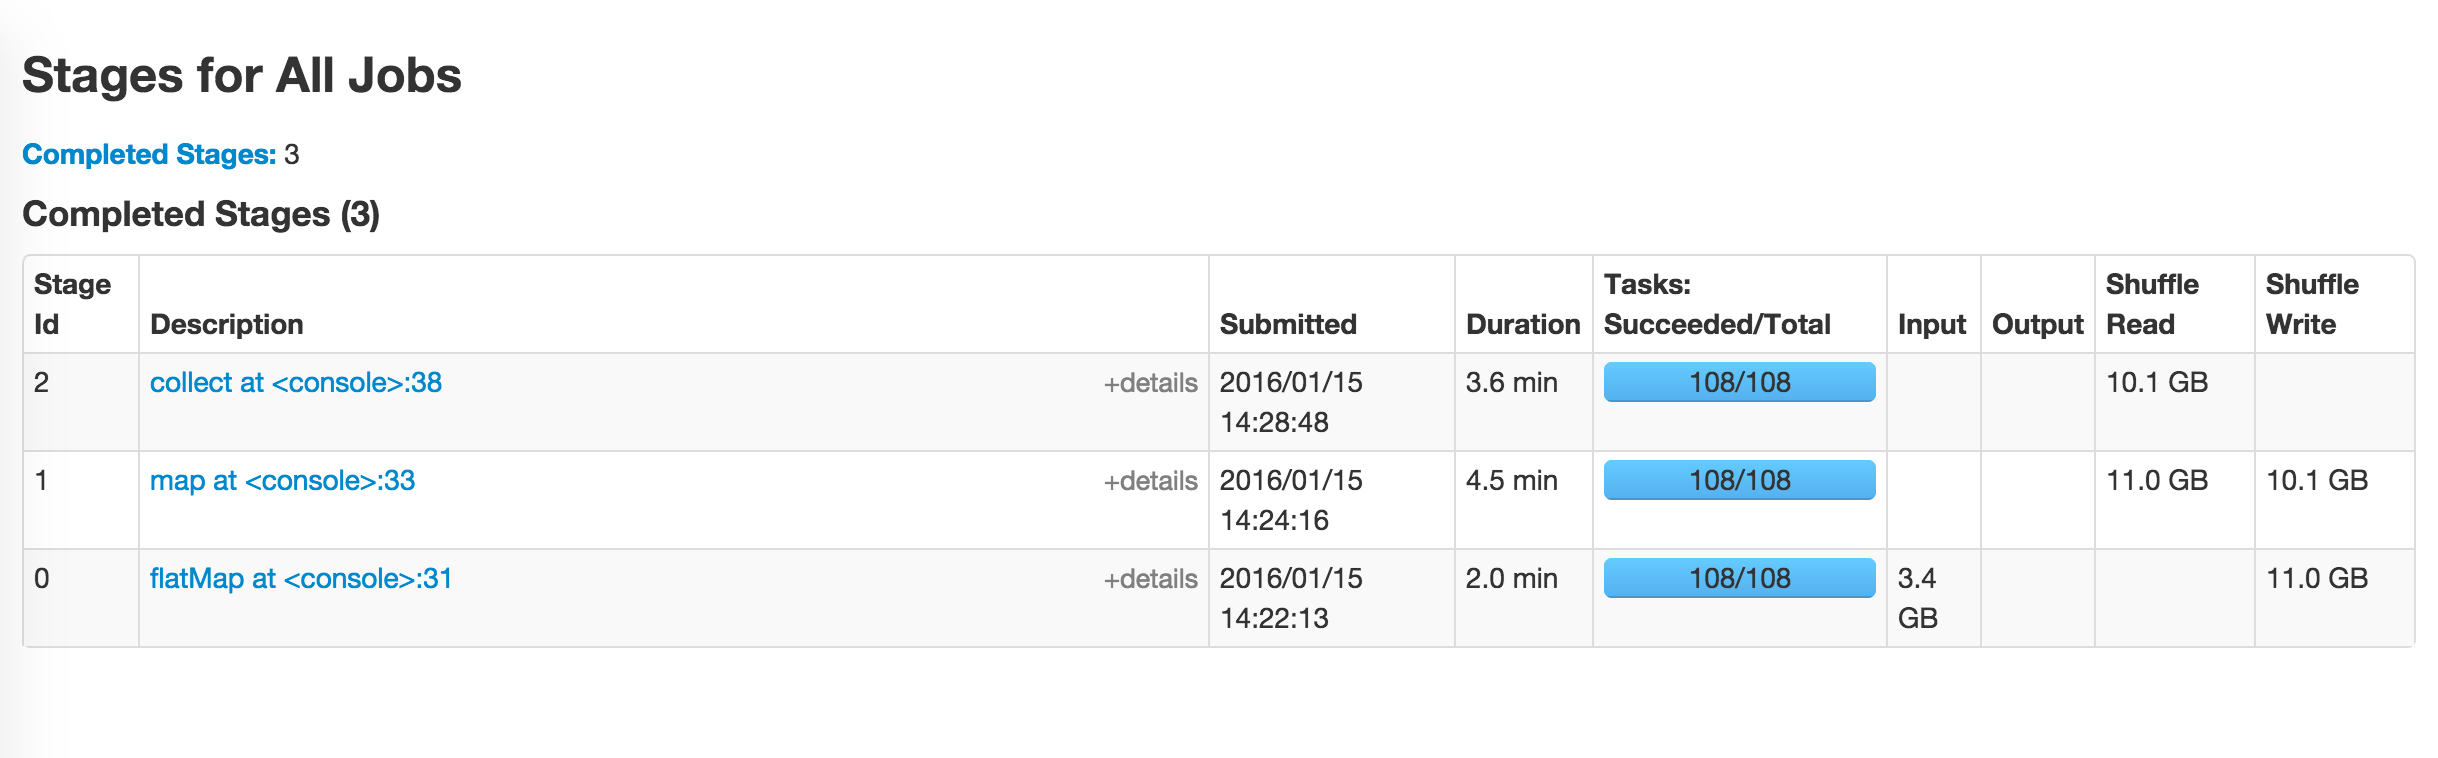 Stages for All Jobs
Completed Stages: 3
Completed Stages (3)
Stage Id Description Submitted Duration Tasks: Succeeded/Total Input Output Shuffle Read Shuffle Write
2 collect at <console>:38 +details 2016/01/15 14:28:48 3.6 min 108/108 10.1 GB
1 map at <console>:33 +details 2016/01/15 14:24:16 4.5 min 108/108 11.0 GB 10.1 GB
0 flatMap at <console>:31 +details 2016/01/15 14:22:13 2.0 min 108/108 3.4 GB 11.0 GB